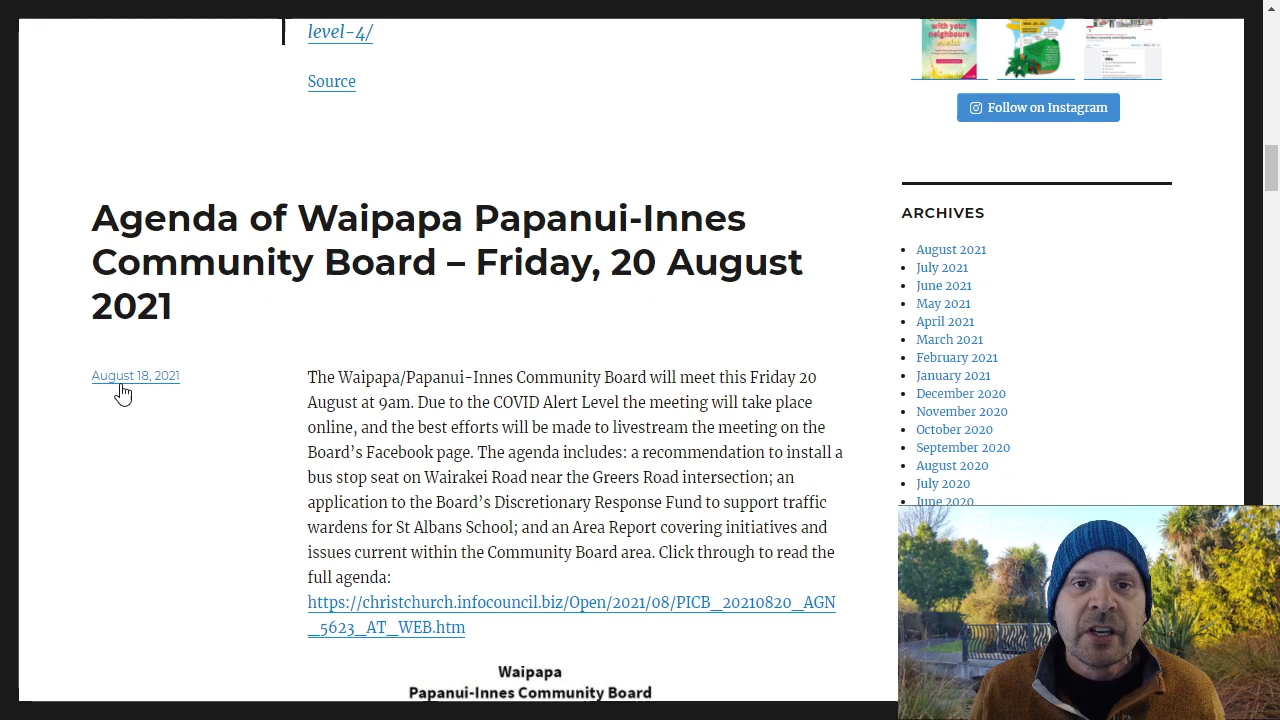 level-4/
Source
with your
neighbours
Follow on Instagram
Agenda of Waipapa Papanui-Innes
Community Board – Friday, 20 August
2021
August 18, 2021
The Waipapa/Papanui-Innes Community Board will meet this Friday 20
August at 9am. Due to the COVID Alert Level the meeting will take place
online, and the best efforts will be made to livestream the meeting on the
Board’s Facebook page. The agenda includes: a recommendation to install a
bus stop seat on Wairakei Road near the Greers Road intersection; an
application to the Board’s Discretionary Response Fund to support traffic
wardens for St Albans School; and an Area Report covering initiatives and
issues current within the Community Board area. Click through to read the
full agenda:
https://christchurch.infocouncil.biz/Open/2021/08/PICB_20210820_AGN
_5623_AT_WEB.htm
Waipapa
Papanui-Innes Community Board
ARCHIVES
August 2021
July 2021
June 2021
May 2021
April 2021
March 2021
February 2021
January 2021
December 2020
November 2020
October 2020
September 2020
August 2020
July 2020
June 2020